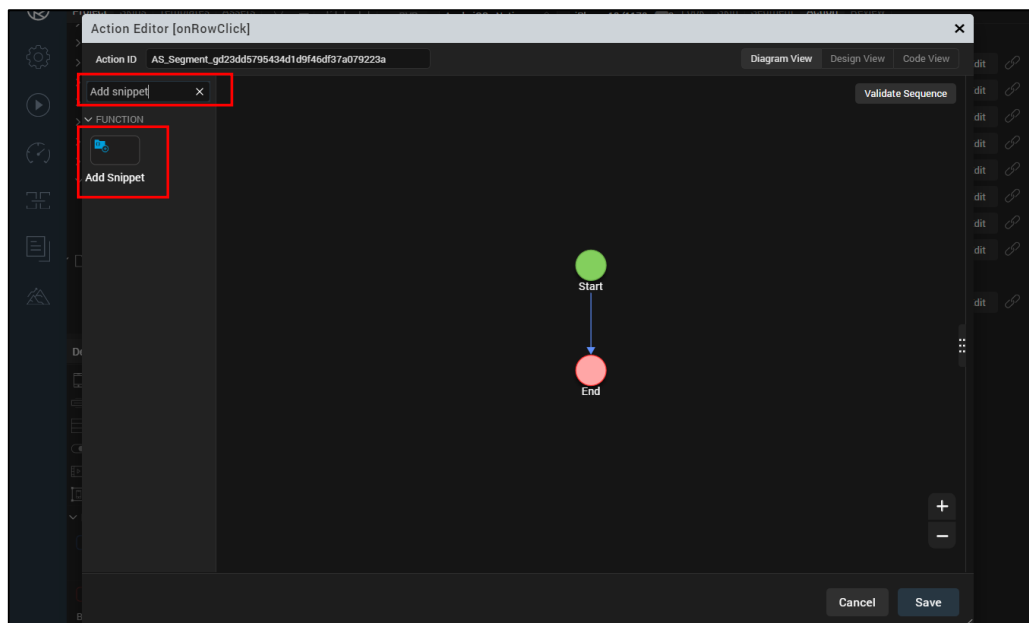 Action Editor [onRowClick]
Action ID AS_Segment_gd23dd5795434d1d9f46df37a079223a Diagram View Design View Code View
Add snippet
Validate Sequence
FUNCTION
Add Snippet
Start
End
Cancel Save
dit
dit
dit
dit
dit
dit
dit
dit
dit